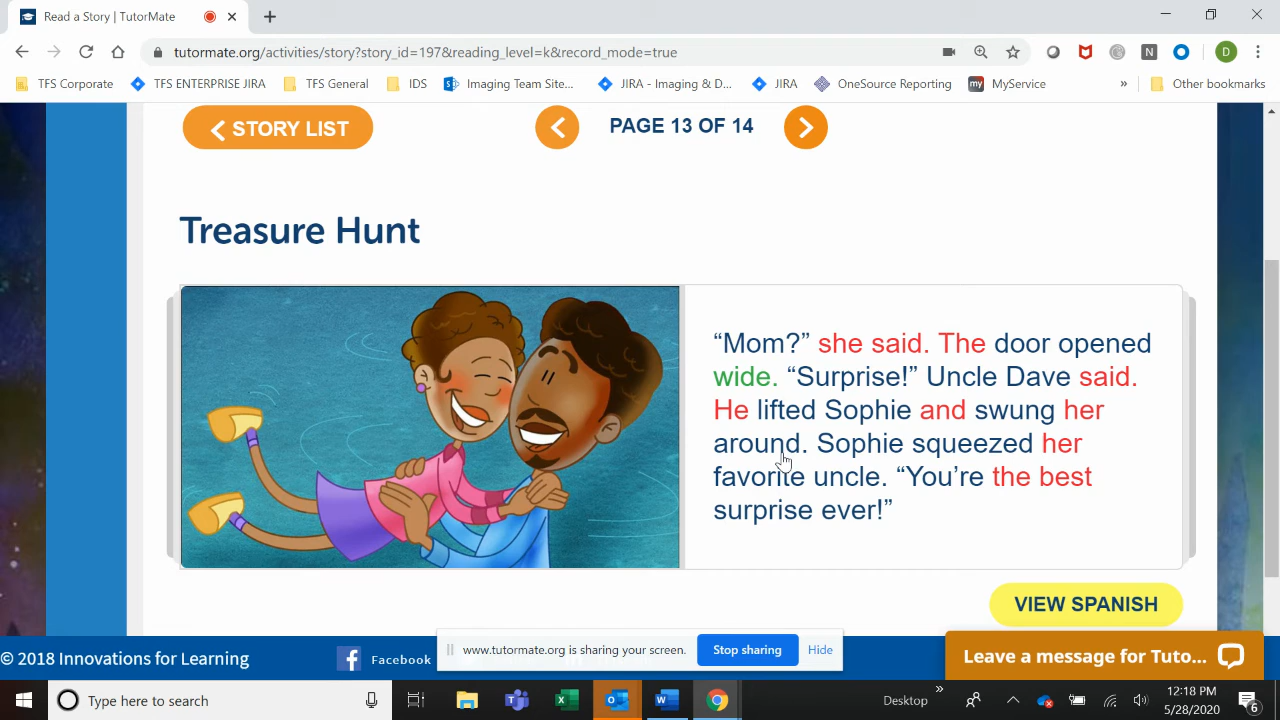 Read a Story | TutorMate
tutormate.org/activities/story?story_id=197&reading_level=k&record_mode=true
N
D
TFS Corporate
TFS ENTERPRISE JIRA
TFS General
IDS
Imaging Team Site...
JIRA - Imaging & D...
JIRA
OneSource Reporting
my
MyService
»
Other bookmarks
STORY LIST
PAGE 13 OF 14
Treasure Hunt
“Mom?” she said. The door opened
wide. “Surprise!” Uncle Dave said.
He lifted Sophie and swung her
around. Sophie squeezed her
favorite uncle. “You’re the best
surprise ever!”
VIEW SPANISH
© 2018 Innovations for Learning
Facebook
www.tutormate.org is sharing your screen.
Stop sharing
Hide
Leave a message for Tuto...
Type here to search
Desktop
»
12:18 PM
5/28/2020
6